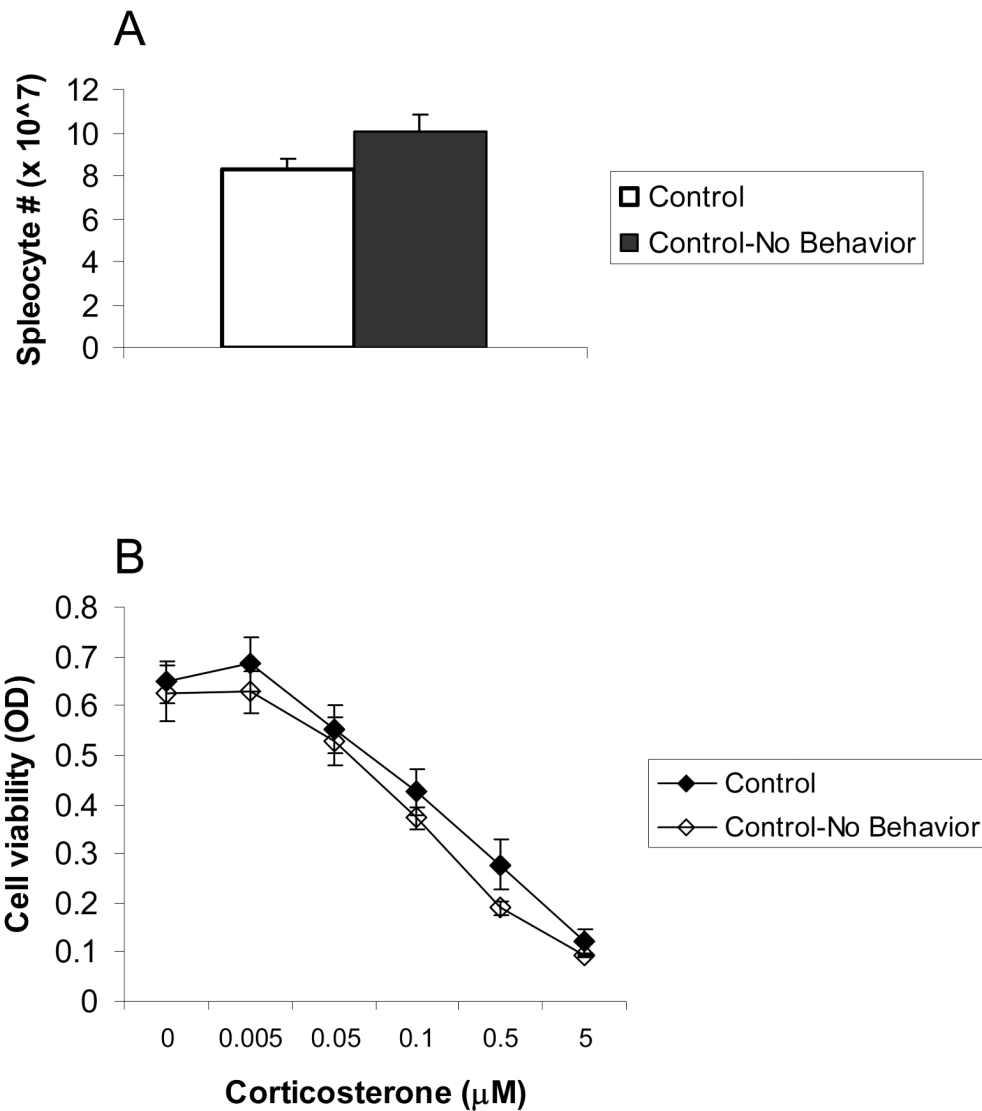 A
Spleocyte # (x 10^7)
12
10
8
6
4
2
0
Control
Control-No Behavior
B
Cell viability (OD)
0.8
0.7
0.6
0.5
0.4
0.3
0.2
0.1
0
0 0.005 0.05 0.1 0.5 5
Corticosterone (μM)
Control
Control-No Behavior